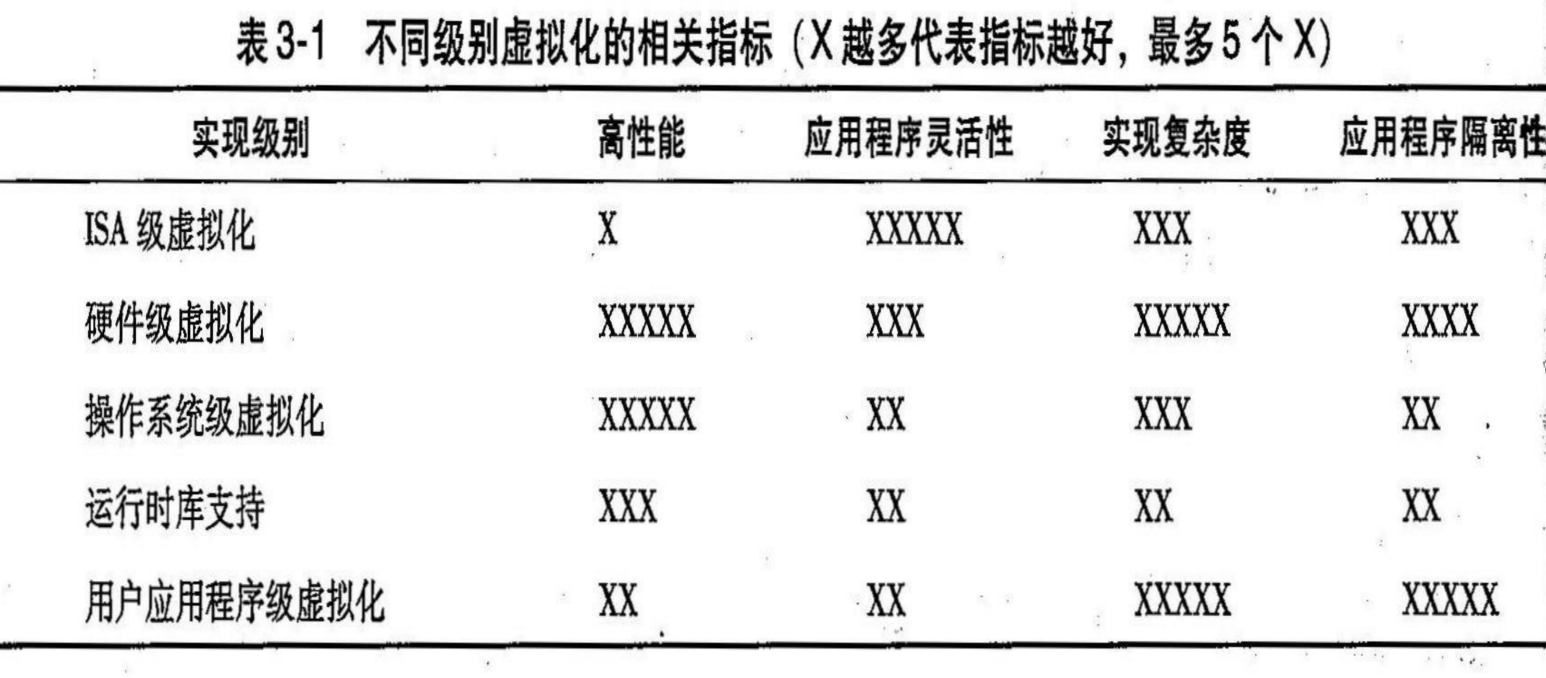 表3-1 不同级别虚拟化的相关指标（X越多代表指标越好，最多5个X）
实现级别 高性能 应用程序灵活性 实现复杂度 应用程序隔离性
ISA级虚拟化 X XXXXX XXX XXX
硬件级虚拟化 XXXXX XXX XXXXX XXXX
操作系统级虚拟化 XXXXX XX XXX XX
运行时库支持 XXX XX XX XX
用户应用程序级虚拟化 XX XX XXXXX XXXXX